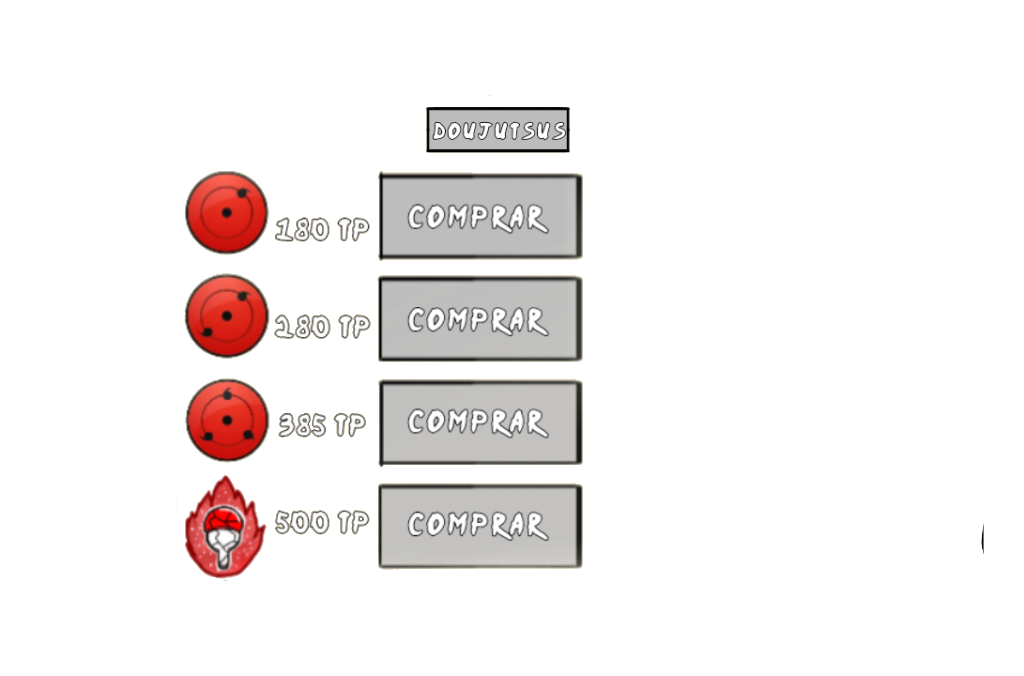 DOUJUTSUS
180 TP
COMPRAR
280 TP
COMPRAR
385 TP
COMPRAR
500 TP
COMPRAR